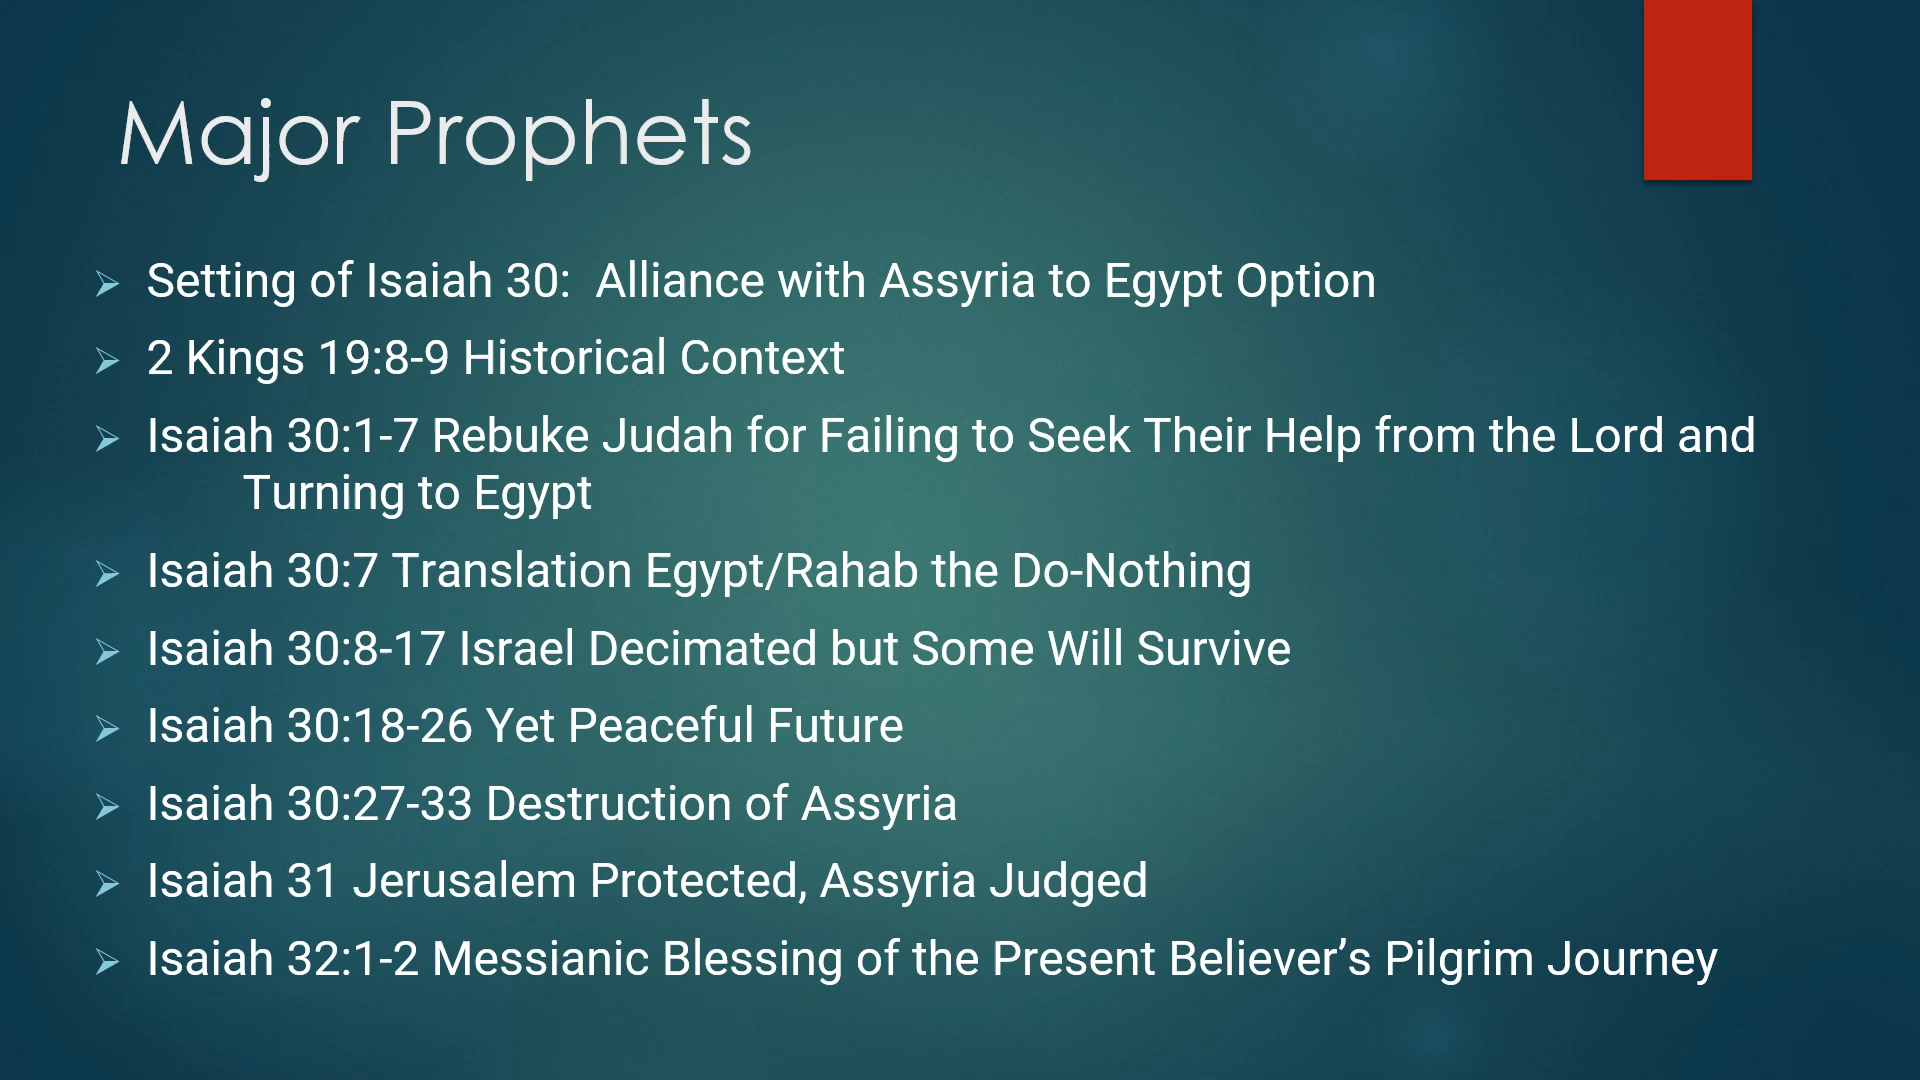 Major Prophets
Setting of Isaiah 30:  Alliance with Assyria to Egypt Option
2 Kings 19:8-9 Historical Context
Isaiah 30:1-7 Rebuke Judah for Failing to Seek Their Help from the Lord and
Turning to Egypt
Isaiah 30:7 Translation Egypt/Rahab the Do-Nothing
Isaiah 30:8-17 Israel Decimated but Some Will Survive
Isaiah 30:18-26 Yet Peaceful Future
Isaiah 30:27-33 Destruction of Assyria
Isaiah 31 Jerusalem Protected, Assyria Judged
Isaiah 32:1-2 Messianic Blessing of the Present Believer’s Pilgrim Journey